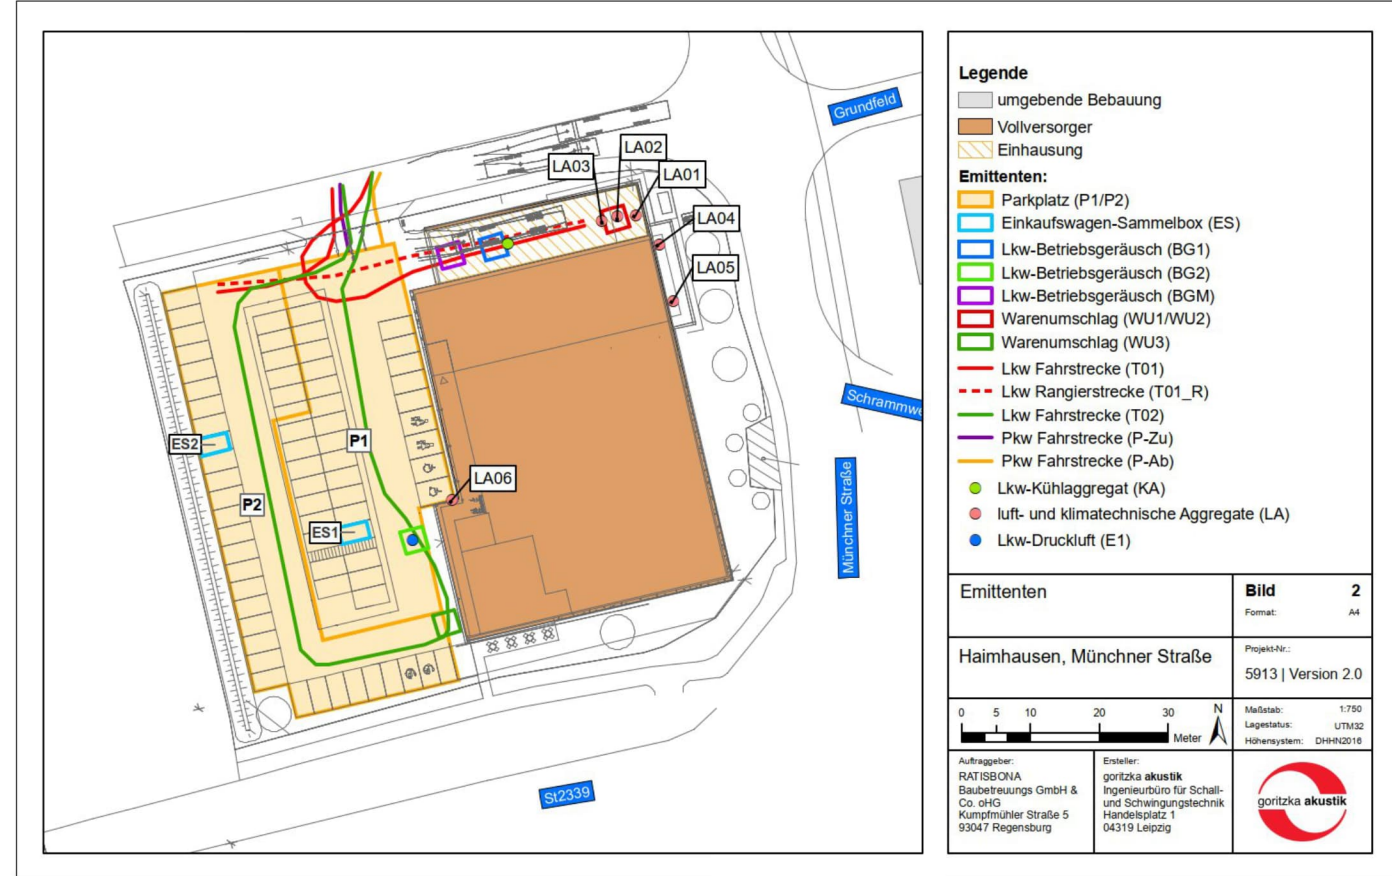 Grundfeld
LA02
LA03
LA01
LA04
LA05
Schrammwe
ES2
P1
LA06
P2
ES1
Münchner Straße
St2339
Legende
umgebende Bebauung
Vollversorger
Einhausung
Emittenten:
Parkplatz (P1/P2)
Einkaufswagen-Sammelbox (ES)
Lkw-Betriebsgeräusch (BG1)
Lkw-Betriebsgeräusch (BG2)
Lkw-Betriebsgeräusch (BGM)
Warenumschlag (WU1/WU2)
Warenumschlag (WU3)
Lkw Fahrstrecke (T01)
Lkw Rangierstrecke (T01_R)
Lkw Fahrstrecke (T02)
Pkw Fahrstrecke (P-Zu)
Pkw Fahrstrecke (P-Ab)
Lkw-Kühlaggregat (KA)
luft- und klimatechnische Aggregate (LA)
Lkw-Druckluft (E1)
Emittenten
Bild 2
Format: A4
Haimhausen, Münchner Straße
Projekt-Nr.:
5913 | Version 2.0
0 5 10 20 30
Meter
N
Maßstab: 1:750
Lagestatus: UTM32
Höhensystem: DHHN2016
Auftraggeber:
RATISBONA
Baubetreuungs GmbH &
Co. oHG
Kumpfmühler Straße 5
93047 Regensburg
Ersteller:
goritzka akustik
Ingenieurbüro für Schall-
und Schwingungstechnik
Handelsplatz 1
04319 Leipzig
goritzka akustik